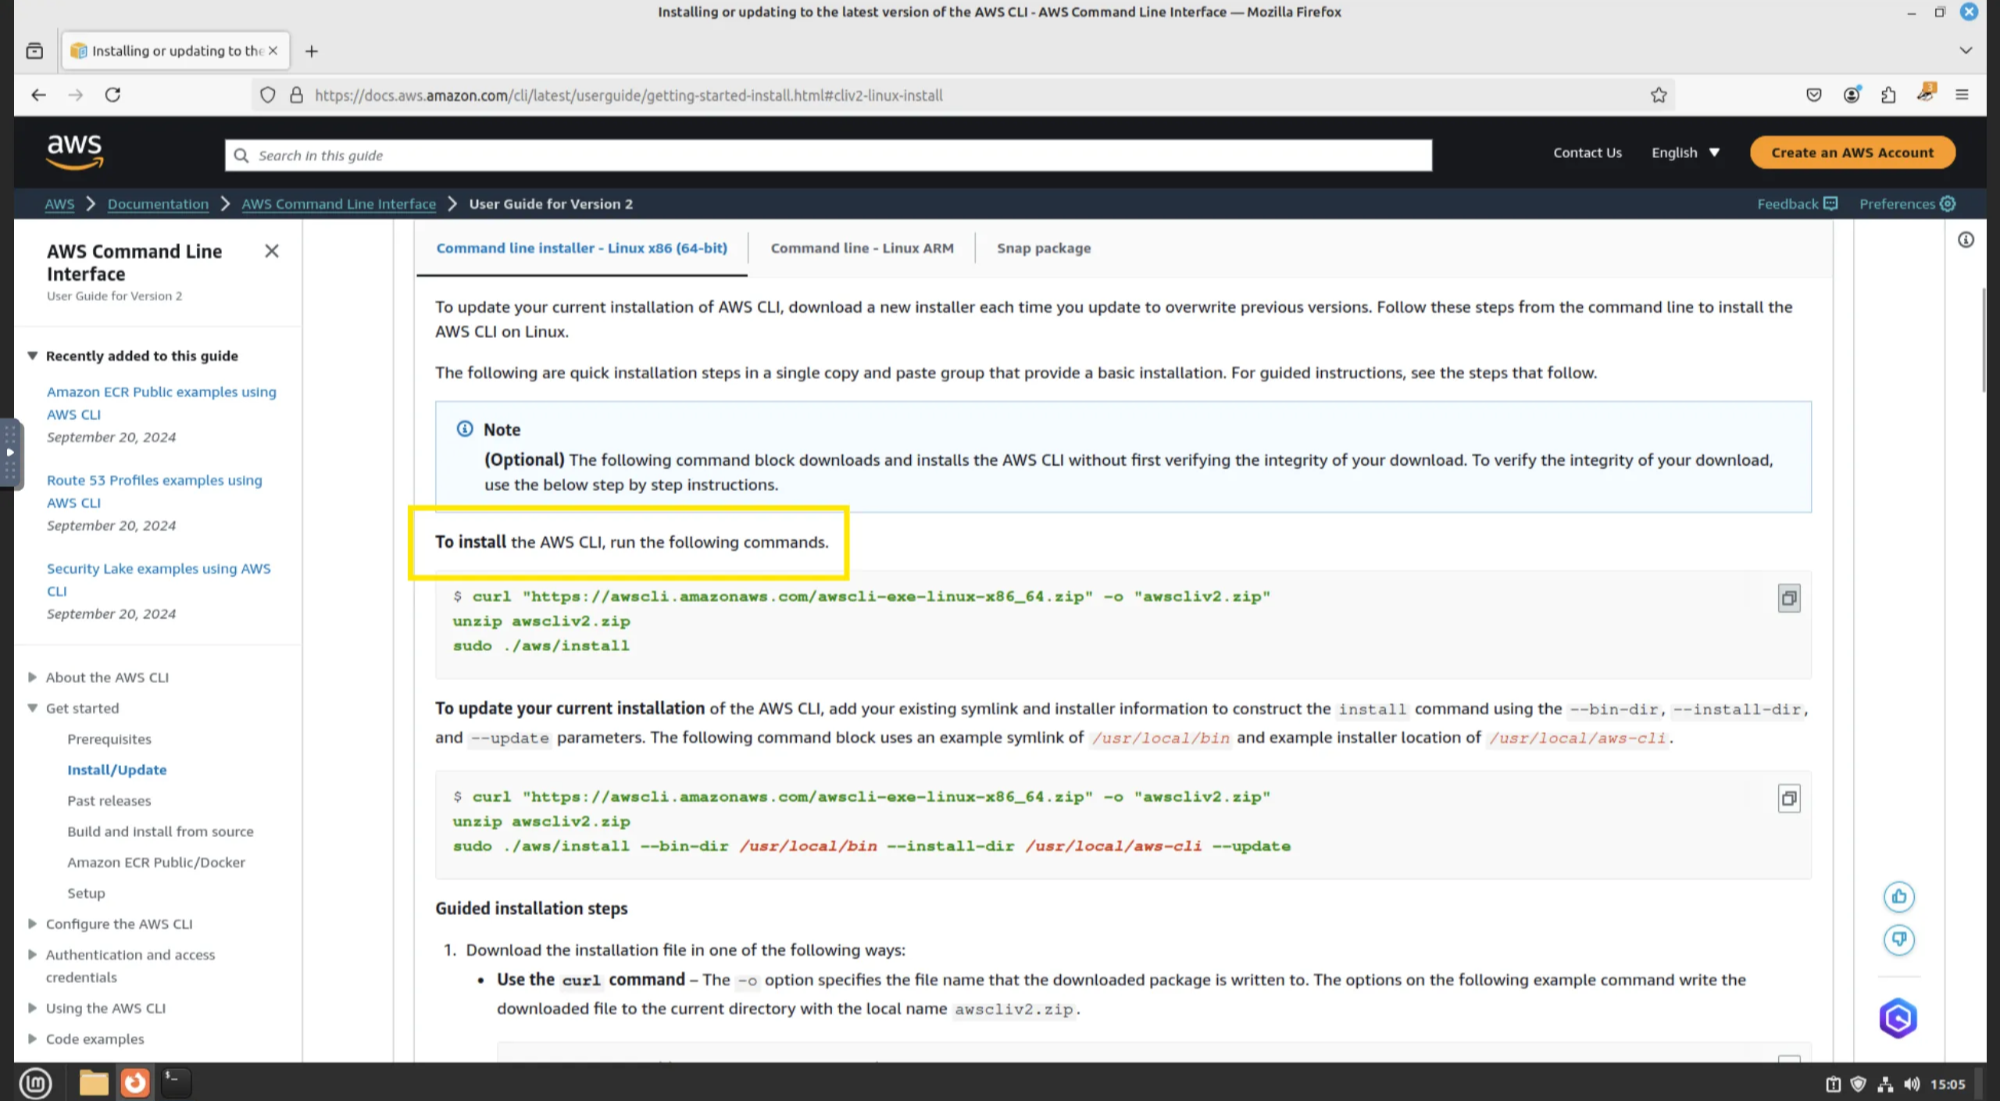 Installing or updating to the latest version of the AWS CLI - AWS Command Line Interface — Mozilla Firefox
Installing or updating to the
https://docs.aws.amazon.com/cli/latest/userguide/getting-started-install.html#cliv2-linux-install
aws
Search in this guide
Contact Us
English
Create an AWS Account
AWS > Documentation > AWS Command Line Interface > User Guide for Version 2
Feedback
Preferences
AWS Command Line
Interface
User Guide for Version 2
Recently added to this guide
Amazon ECR Public examples using
AWS CLI
September 20, 2024
Route 53 Profiles examples using
AWS CLI
September 20, 2024
Security Lake examples using AWS
CLI
September 20, 2024
About the AWS CLI
Get started
Prerequisites
Install/Update
Past releases
Build and install from source
Amazon ECR Public/Docker
Setup
Configure the AWS CLI
Authentication and access
credentials
Using the AWS CLI
Code examples
Command line installer - Linux x86 (64-bit)
Command line - Linux ARM
Snap package
To update your current installation of AWS CLI, download a new installer each time you update to overwrite previous versions. Follow these steps from the command line to install the
AWS CLI on Linux.
The following are quick installation steps in a single copy and paste group that provide a basic installation. For guided instructions, see the steps that follow.
Note
(Optional) The following command block downloads and installs the AWS CLI without first verifying the integrity of your download. To verify the integrity of your download,
use the below step by step instructions.
To install the AWS CLI, run the following commands.
$ curl "https://awscli.amazonaws.com/awscli-exe-linux-x86_64.zip" -o "awscliv2.zip"
unzip awscliv2.zip
sudo ./aws/install
To update your current installation of the AWS CLI, add your existing symlink and installer information to construct the install command using the --bin-dir, --install-dir,
and --update parameters. The following command block uses an example symlink of /usr/local/bin and example installer location of /usr/local/aws-cli.
$ curl "https://awscli.amazonaws.com/awscli-exe-linux-x86_64.zip" -o "awscliv2.zip"
unzip awscliv2.zip
sudo ./aws/install --bin-dir /usr/local/bin --install-dir /usr/local/aws-cli --update
Guided installation steps
1. Download the installation file in one of the following ways:
• Use the curl command – The -o option specifies the file name that the downloaded package is written to. The options on the following example command write the
downloaded file to the current directory with the local name awscliv2.zip.
15:05